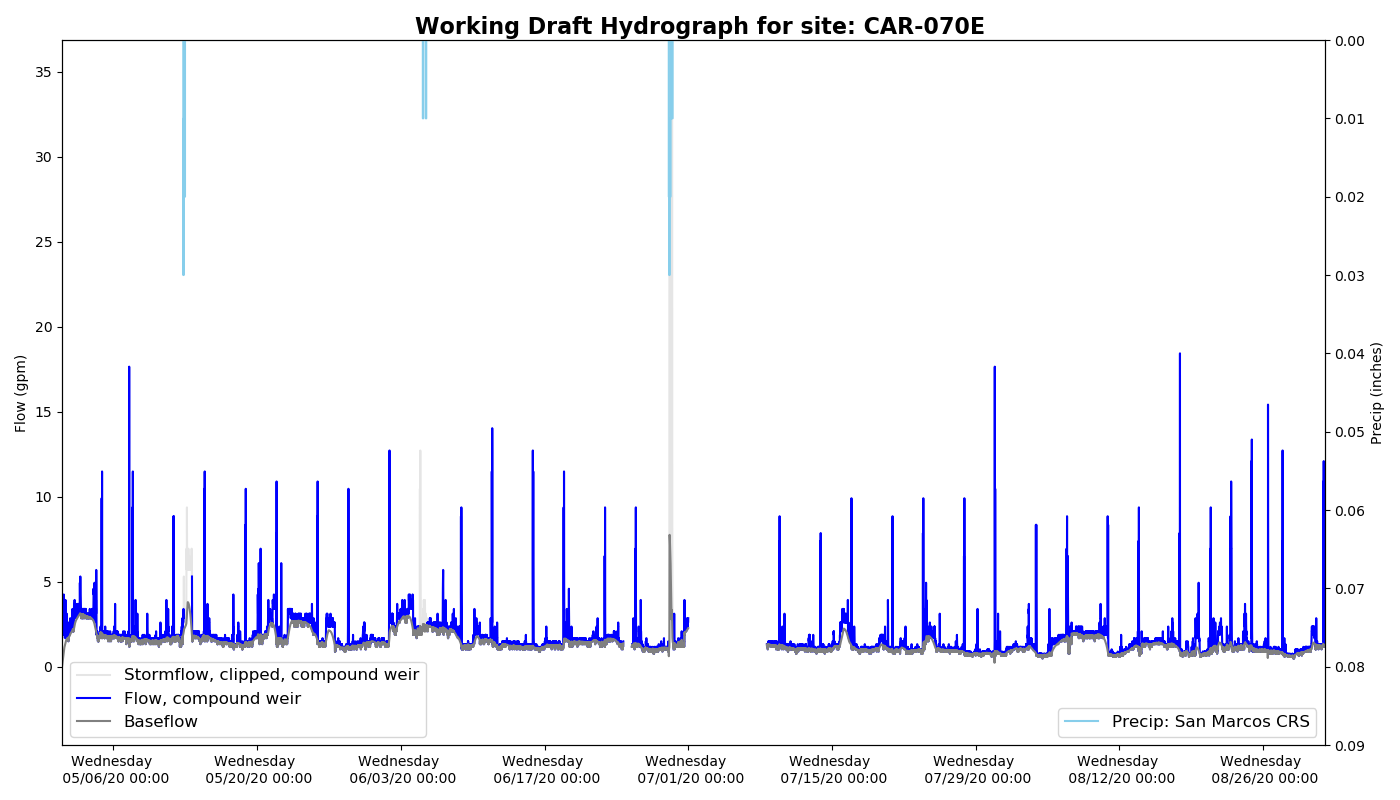 Working Draft Hydrograph for site: CAR-070E
35
30
25
20
15
10
5
0
Flow (gpm)
0.00
0.01
0.02
0.03
0.04
0.05
0.06
0.07
0.08
0.09
Precip (inches)
Stormflow, clipped, compound weir
Flow, compound weir
Baseflow
Precip: San Marcos CRS
Wednesday
05/06/20 00:00
Wednesday
05/20/20 00:00
Wednesday
06/03/20 00:00
Wednesday
06/17/20 00:00
Wednesday
07/01/20 00:00
Wednesday
07/15/20 00:00
Wednesday
07/29/20 00:00
Wednesday
08/12/20 00:00
Wednesday
08/26/20 00:00